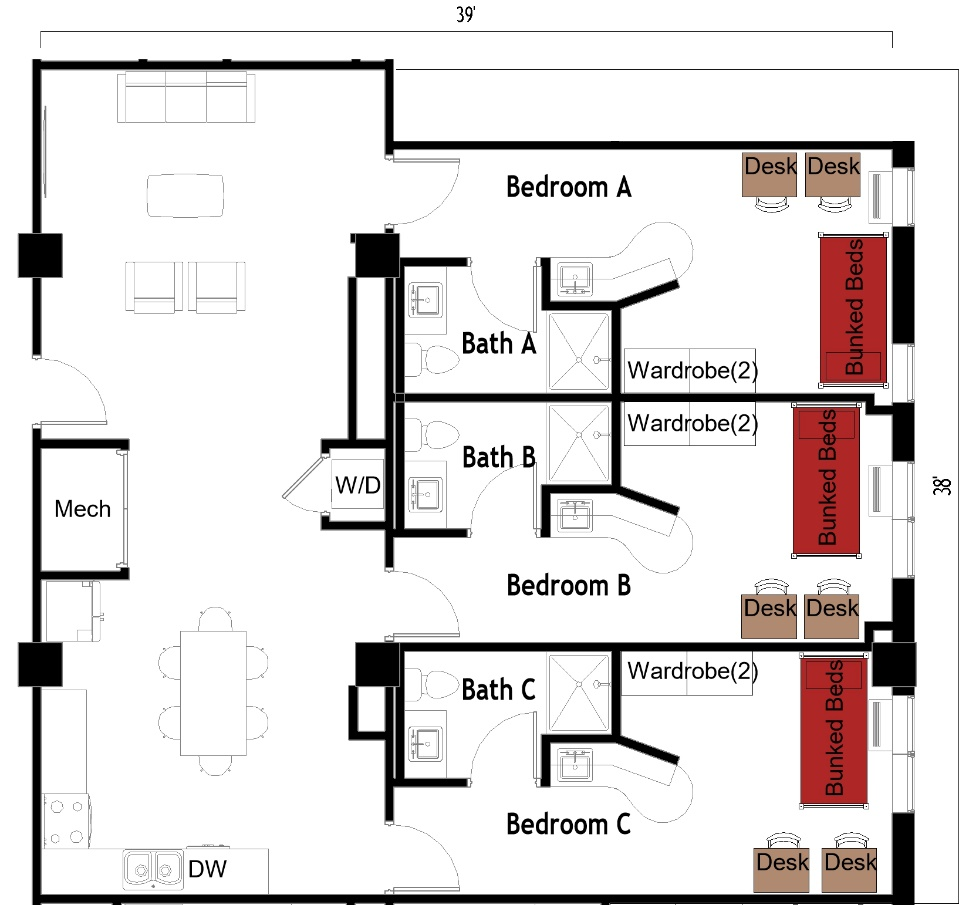 39'
Desk
Desk
Bedroom A
Bunked Beds
Bath A
Wardrobe(2)
Wardrobe(2)
Bunked Beds
Bath B
W/D
Mech
38'
Bedroom B
Desk
Desk
Wardrobe(2)
Bath C
Bunked Beds
Bedroom C
Desk
Desk
DW